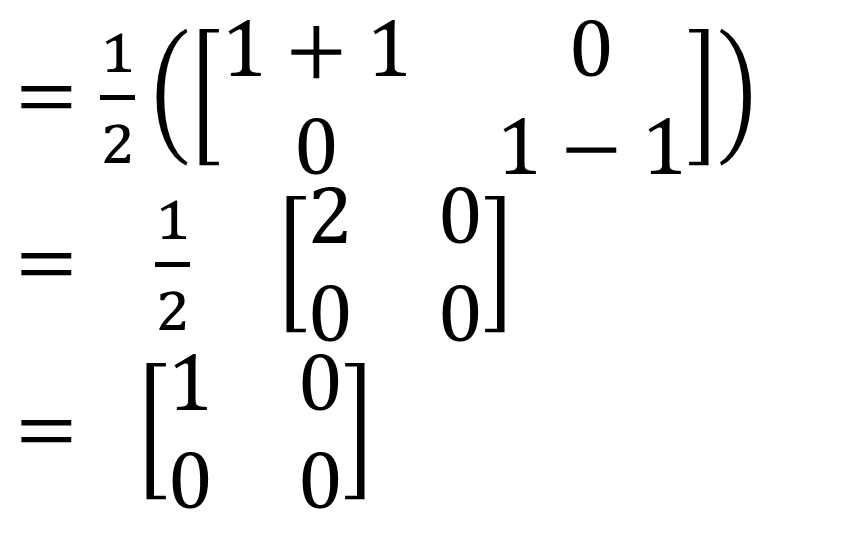 = 1/2 ([1 + 1 0
0 1 − 1])
= 1/2 [2 0
0 0]
= [1 0
0 0]